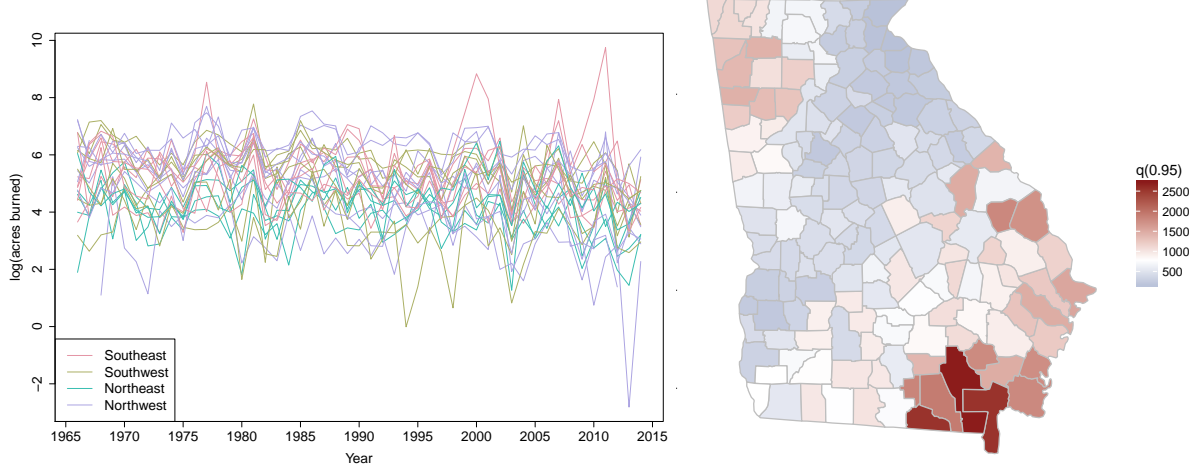 10
8
6
4
2
0
−2
log(acres burned)
Southeast
Southwest
Northeast
Northwest
1965 1970 1975 1980 1985 1990 1995 2000 2005 2010 2015
Year
q(0.95)
2500
2000
1500
1000
500